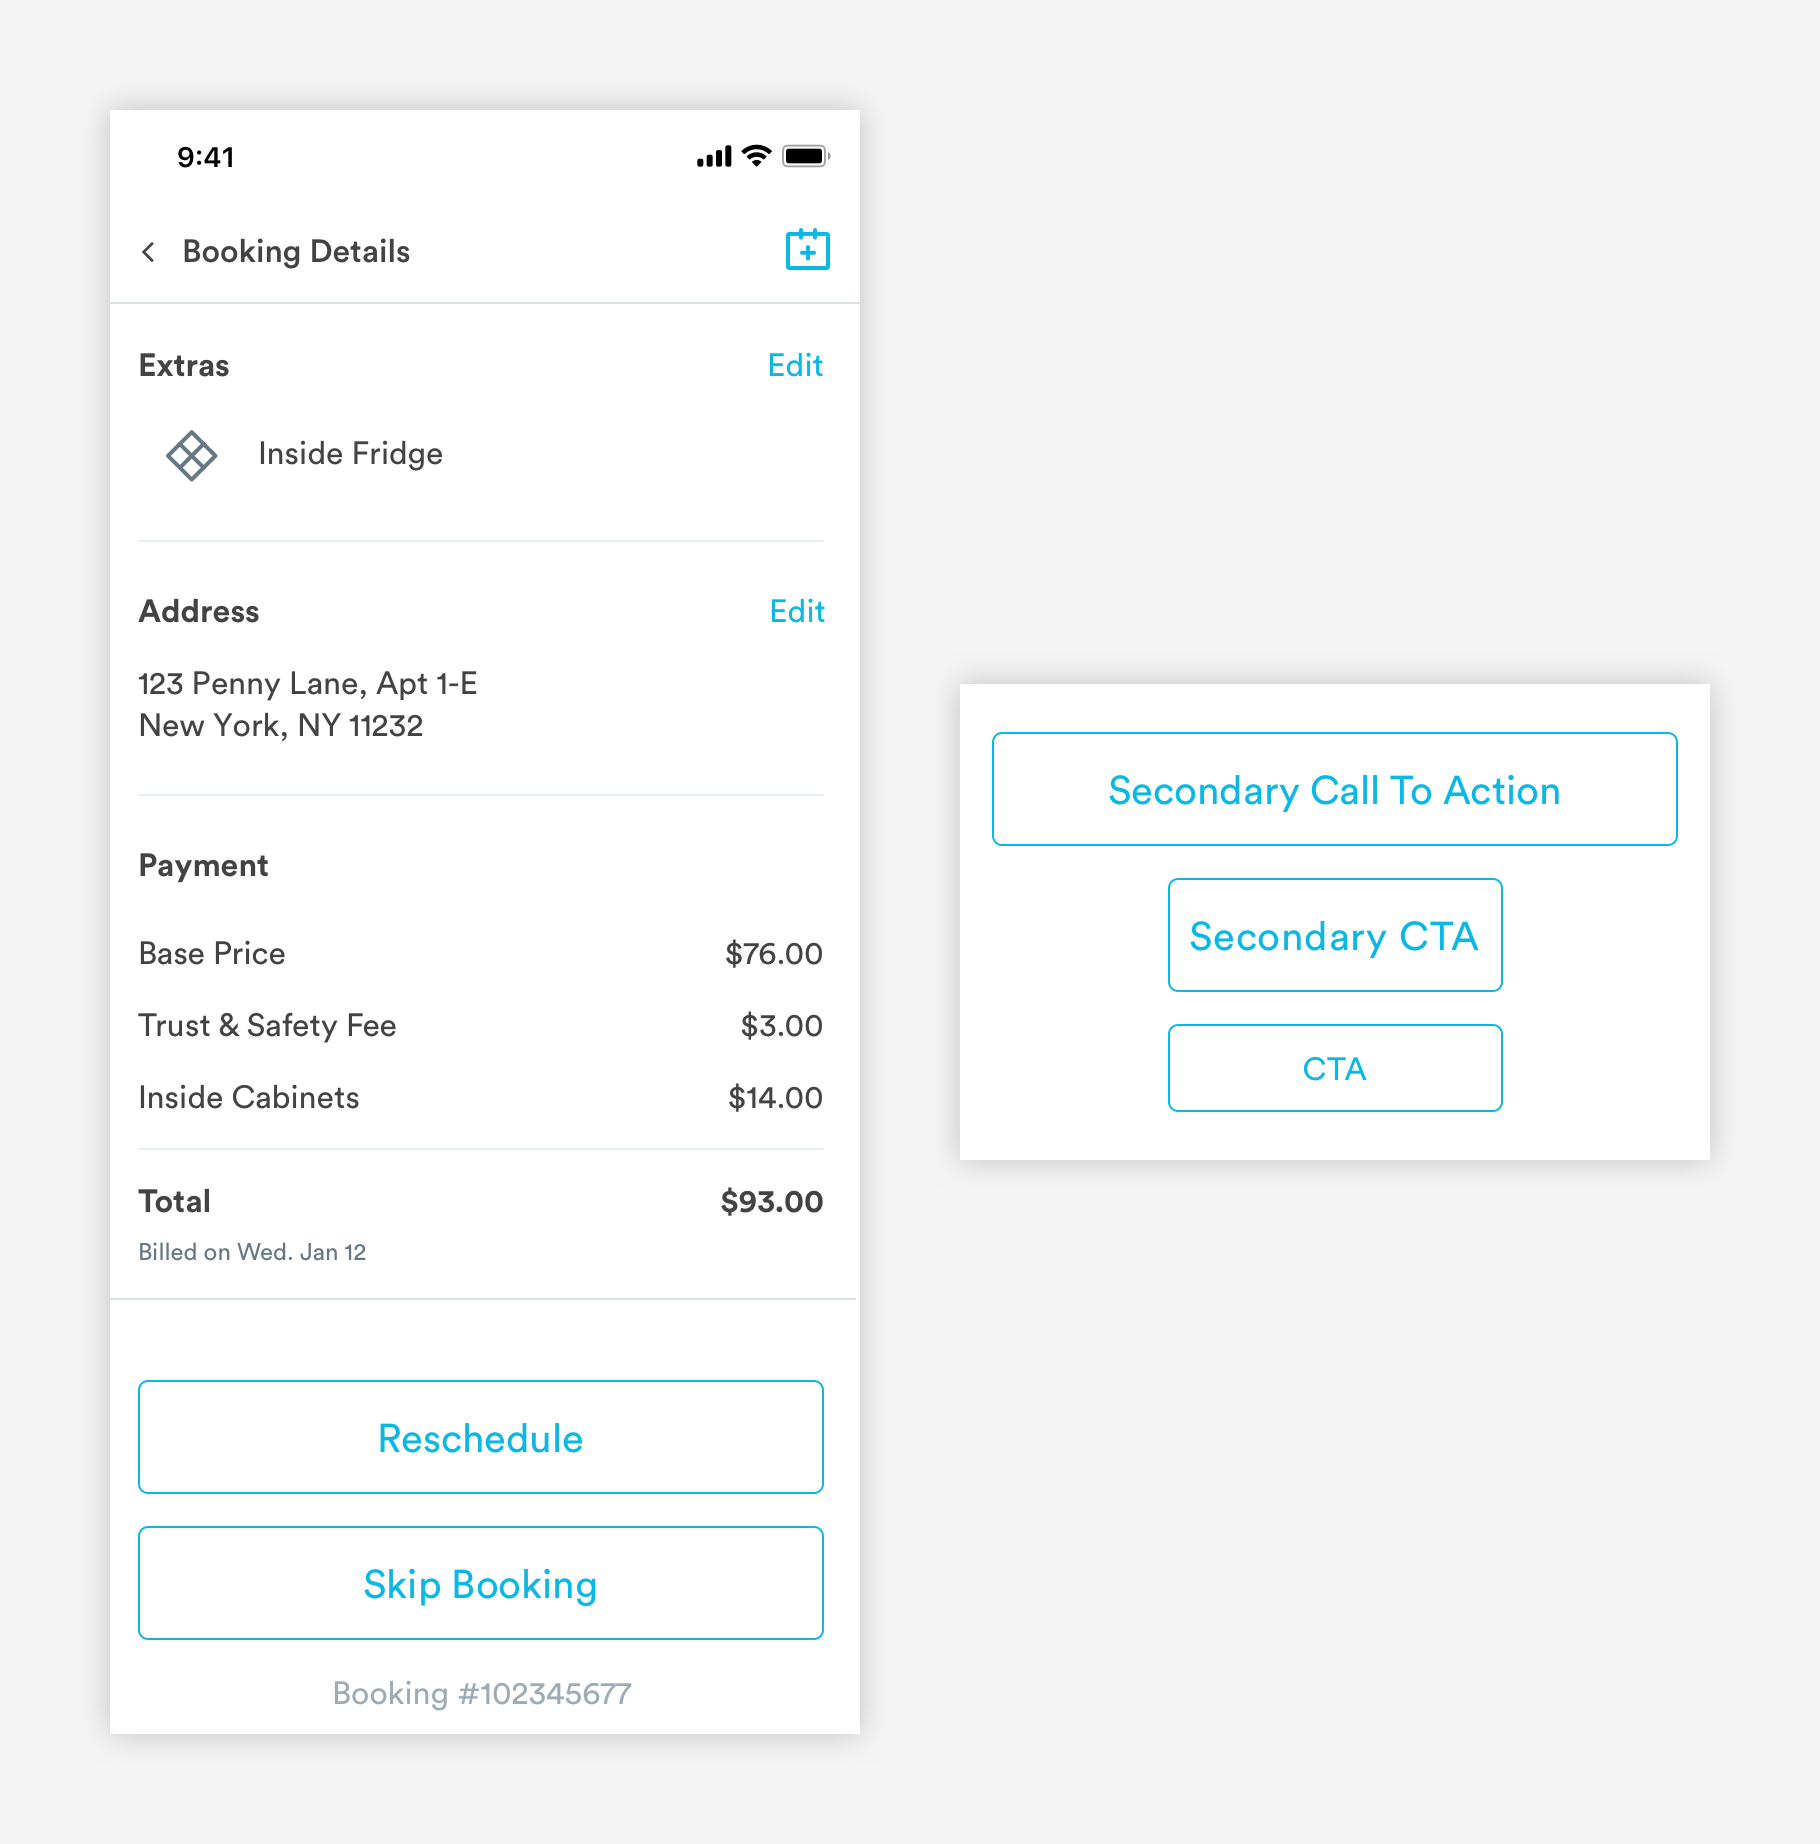 9:41
Booking Details
Extras
Edit
Inside Fridge
Address
Edit
123 Penny Lane, Apt 1-E
New York, NY 11232
Payment
Base Price
$76.00
Trust & Safety Fee
$3.00
Inside Cabinets
$14.00
Total
$93.00
Billed on Wed. Jan 12
Reschedule
Skip Booking
Booking #102345677
Secondary Call To Action
Secondary CTA
CTA